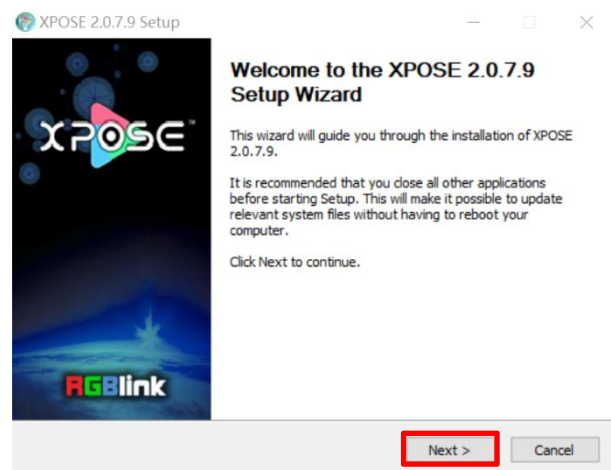 XPOSE 2.0.7.9 Setup
XPOSE™
Welcome to the XPOSE 2.0.7.9
Setup Wizard
This wizard will guide you through the installation of XPOSE
2.0.7.9.
It is recommended that you close all other applications
before starting Setup. This will make it possible to update
relevant system files without having to reboot your
computer.
Click Next to continue.
RGBlink
Next >
Cancel